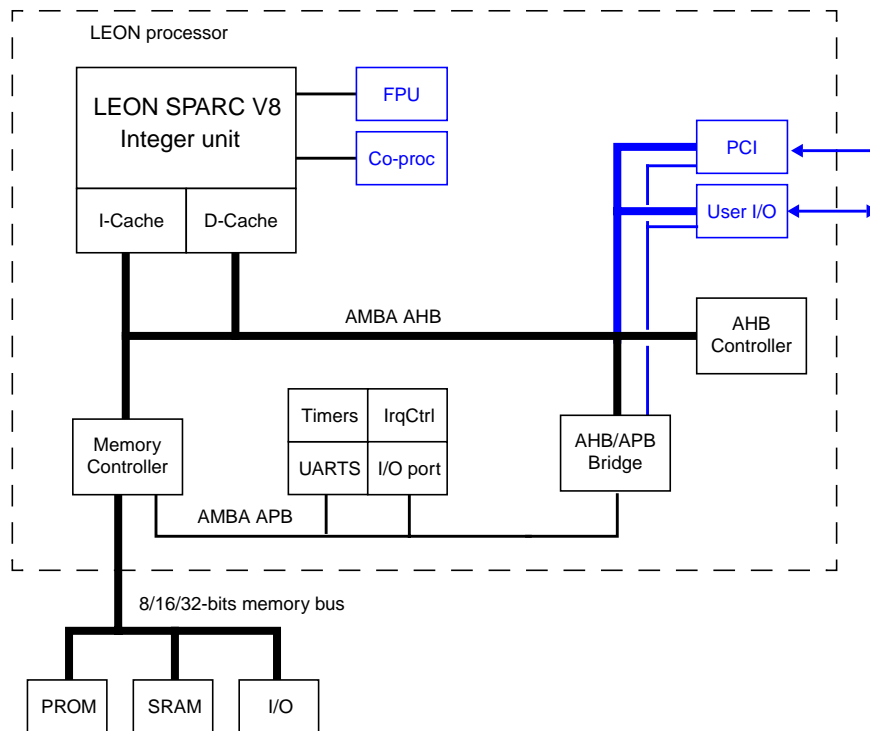 LEON processor
LEON SPARC V8
Integer unit
FPU
Co-proc
I-Cache
D-Cache
PCI
User I/O
AMBA AHB
AHB
Controller
Timers
IrqCtrl
UARTS
I/O port
Memory
Controller
AHB/APB
Bridge
AMBA APB
8/16/32-bits memory bus
PROM
SRAM
I/O